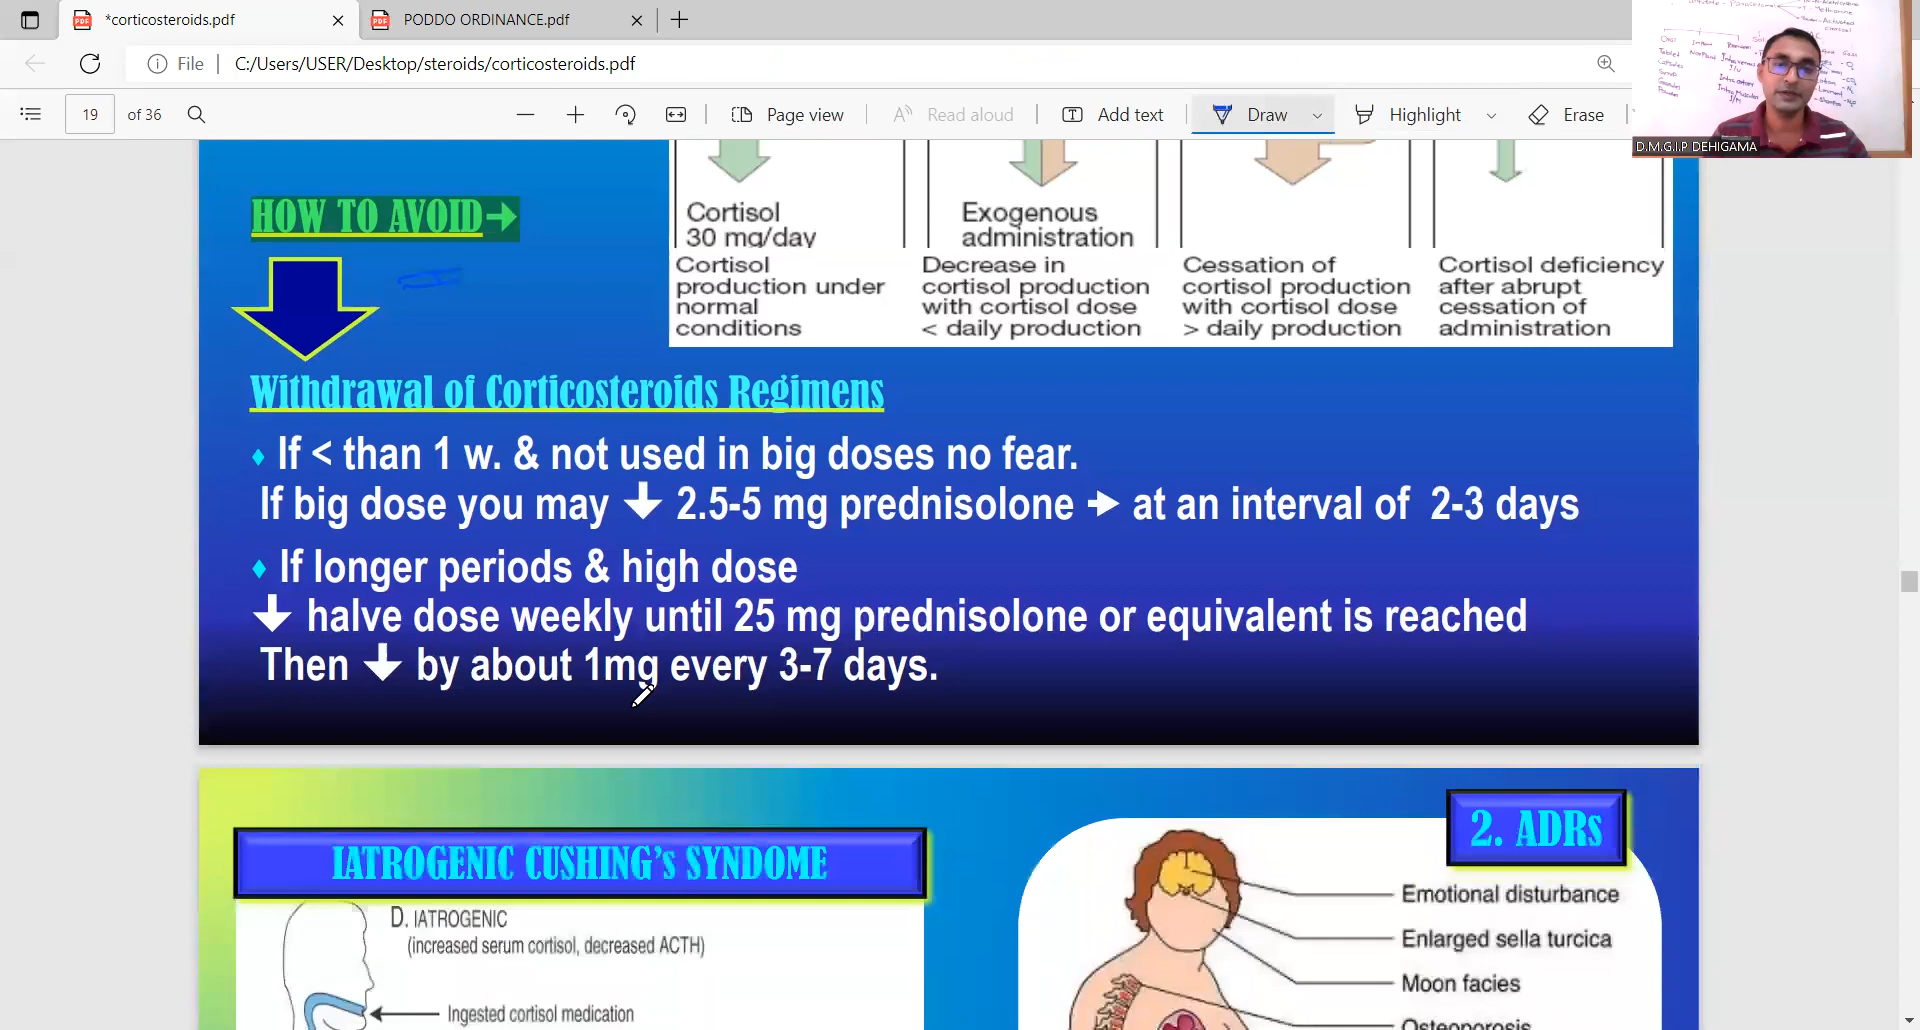 *corticosteroids.pdf
PODDO ORDINANCE.pdf
File
C:/Users/USER/Desktop/steroids/corticosteroids.pdf
19 of 36
Page view
Read aloud
Add text
Draw
Highlight
Erase
D.M.G.I.P DEHIGAMA
HOW TO AVOID→
Cortisol
30 mg/day
Cortisol
production under
normal
conditions
Exogenous
administration
Decrease in
cortisol production
with cortisol dose
< daily production
Cessation of
cortisol production
with cortisol dose
> daily production
Cortisol deficiency
after abrupt
cessation of
administration
Withdrawal of Corticosteroids Regimens
♦ If < than 1 w. & not used in big doses no fear.
If big dose you may ↓ 2.5-5 mg prednisolone → at an interval of 2-3 days
♦ If longer periods & high dose
↓ halve dose weekly until 25 mg prednisolone or equivalent is reached
Then ↓ by about 1mg every 3-7 days.
IATROGENIC CUSHING's SYNDOME
D. IATROGENIC
(increased serum cortisol, decreased ACTH)
Ingested cortisol medication
2. ADRs
Emotional disturbance
Enlarged sella turcica
Moon facies
Osteoporosis